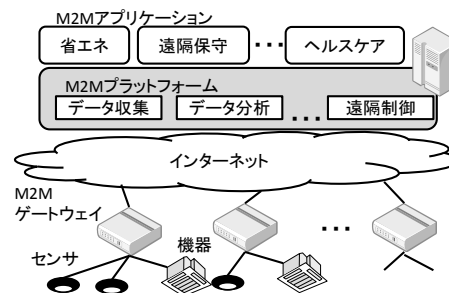 M2Mアプリケーション
省エネ 遠隔保守 ・・・ ヘルスケア
M2Mプラットフォーム
データ収集 データ分析 ・・・ 遠隔制御
インターネット
M2M
ゲートウェイ
・・・
センサ 機器